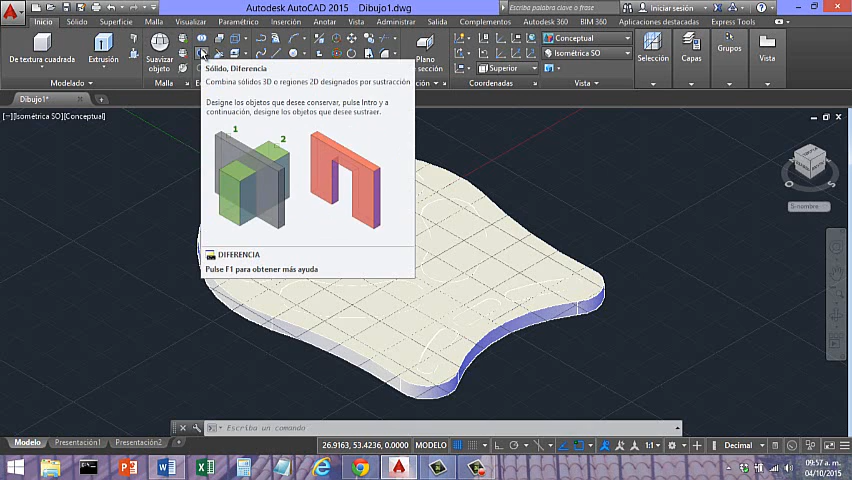 Autodesk AutoCAD 2015 Dibujo1.dwg
Escriba palabra clave o frase
Iniciar sesión
Inicio Sólido Superficie Malla Visualizar Paramétrico Inserción Anotar Vista Administrar Salida Complementos Autodesk 360 BIM 360 Aplicaciones destacadas Express Tools
De textura cuadrada
Extrusión
Suavizar objeto
Plano de sección
Conceptual
Isométrica SO
Superior
Selección
Capas
Grupos
Vista
Modelado
Malla
Coordenadas
Vista
Dibujo1*
[−][Isométrica SO][Conceptual]
Sólido, Diferencia
Combina sólidos 3D o regiones 2D designados por sustracción
Designe los objetos que desee conservar, pulse Intro y a
continuación, designe los objetos que desee sustraer.
1
2
DIFERENCIA
Pulse F1 para obtener más ayuda
S-nombre
Escriba un comando
Modelo Presentación1 Presentación2
26.9163, 53.4236, 0.0000 MODELO
1:1
Decimal
09:57 a. m.
04/10/2015